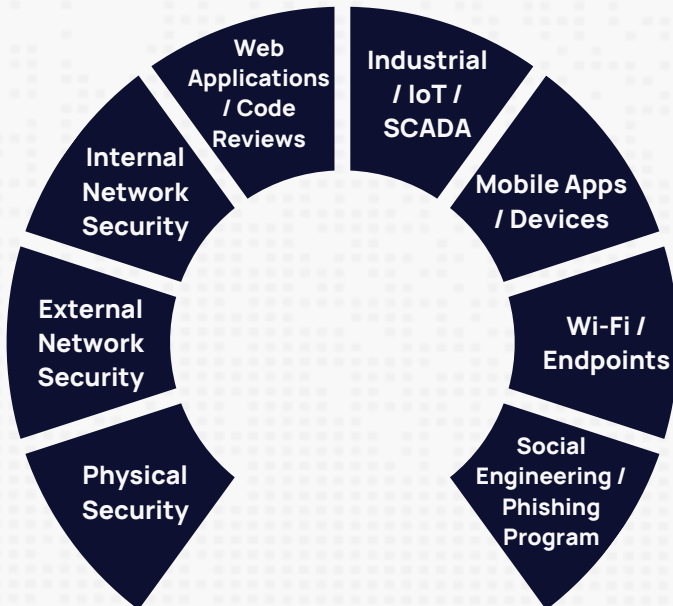 Web
Applications
/ Code
Reviews
Industrial
/ IoT /
SCADA
Internal
Network
Security
Mobile Apps
/ Devices
External
Network
Security
Wi-Fi /
Endpoints
Physical
Security
Social
Engineering /
Phishing
Program